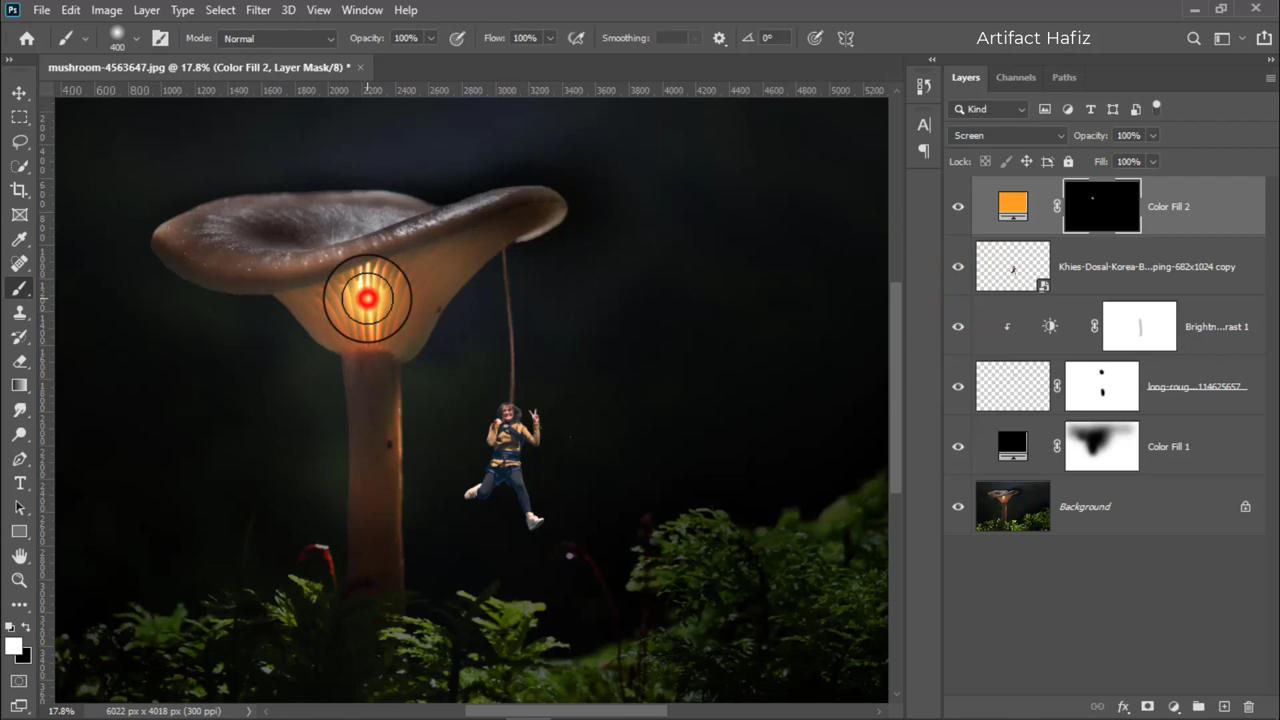 Ps File Edit Image Layer Type Select Filter 3D View Window Help
400 Mode: Normal Opacity: 100% Flow: 100% Smoothing: 0° Artifact Hafiz
mushroom-4563647.jpg @ 17.8% (Color Fill 2, Layer Mask/8) * ×
400 600 800 1000 1200 1400 1600 1800 2000 2200 2400 2600 2800 3000 3200 3400 3600 3800 4000 4200 4400 4600 4800 5000 5200
Layers Channels Paths
Kind
Screen Opacity: 100%
Lock: Fill: 100%
Color Fill 2
Khies-Dosal-Korea-B...ping-682x1024 copy
Brightn...rast 1
long-roug...114625657...
Color Fill 1
Background
17.8% 6022 px x 4018 px (300 ppi)